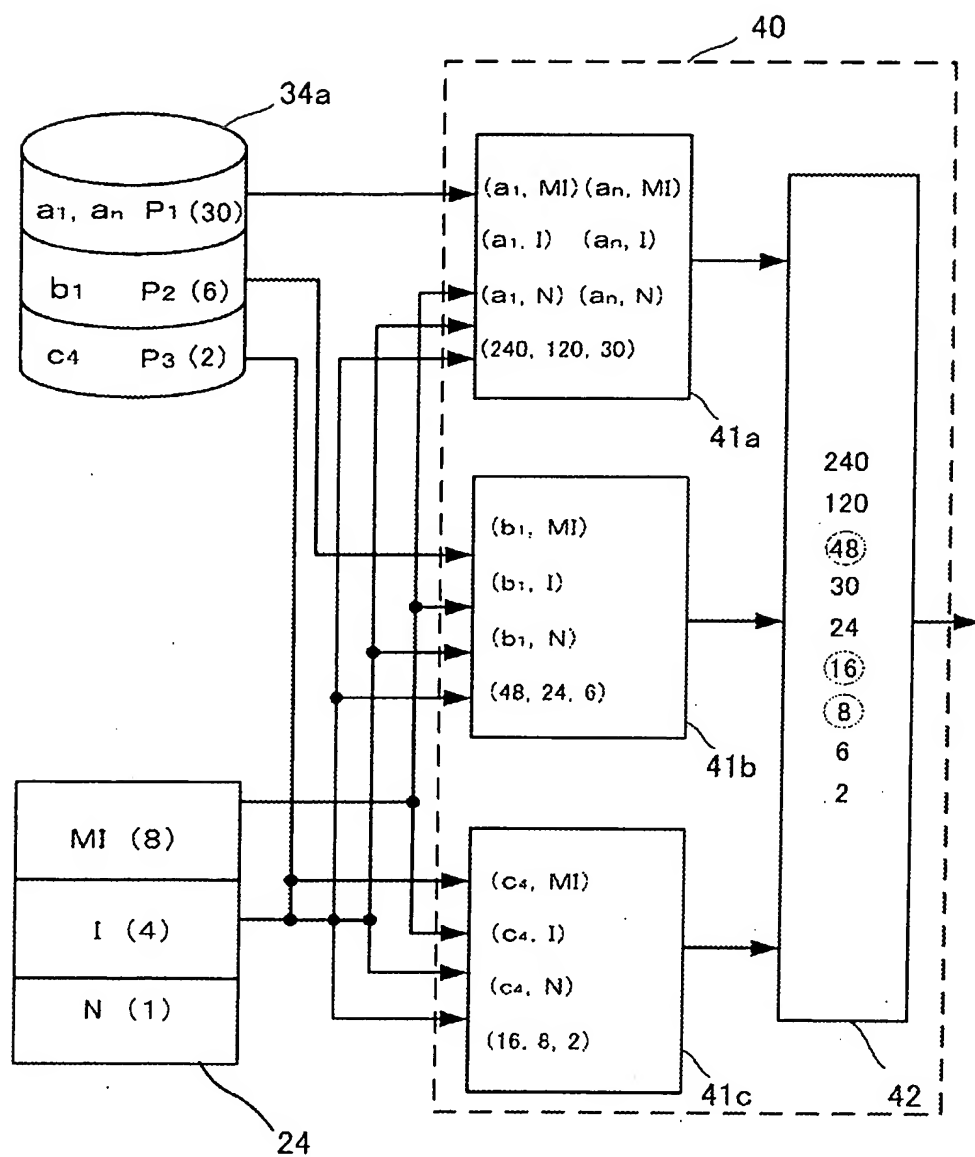 40
34a
a1, an P1 (30)
b1 P2 (6)
c4 P3 (2)
(a1, MI) (an, MI)
(a1, I) (an, I)
(a1, N) (an, N)
(240, 120, 30)
41a
(b1, MI)
(b1, I)
(b1, N)
(48, 24, 6)
41b
(c4, MI)
(c4, I)
(c4, N)
(16, 8, 2)
41c
240
120
48
30
24
16
8
6
2
42
MI (8)
I (4)
N (1)
24